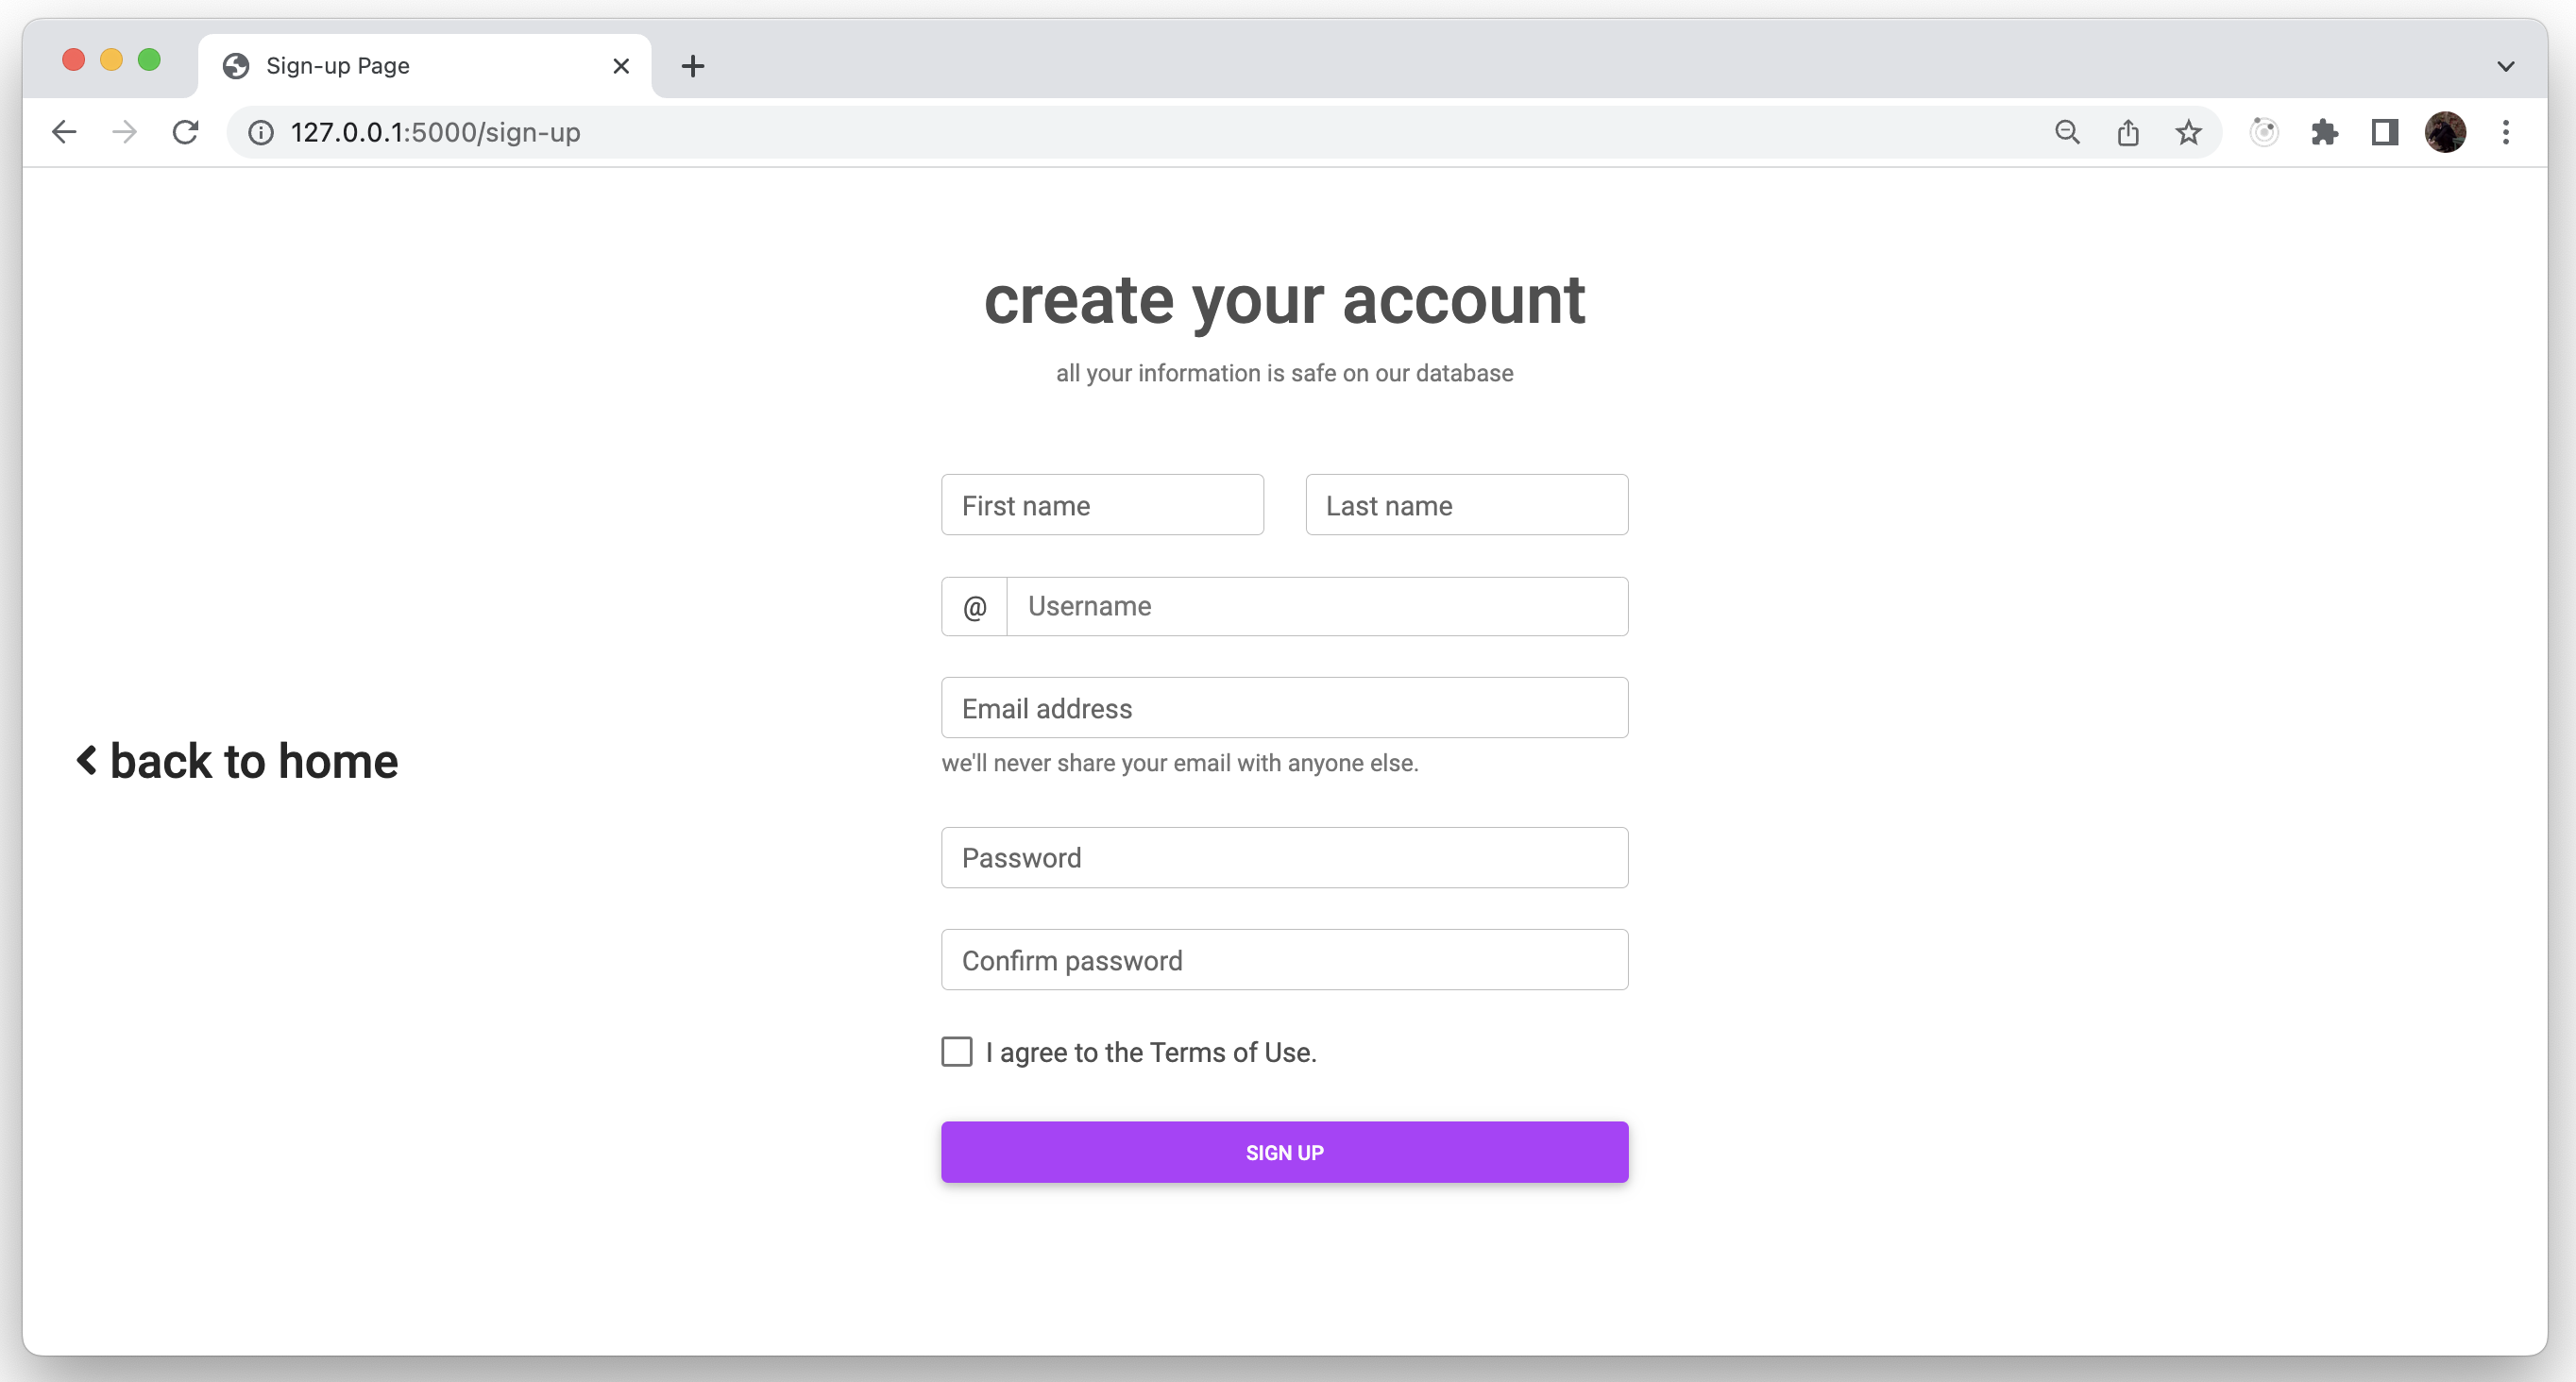 Sign-up Page
127.0.0.1:5000/sign-up
create your account
all your information is safe on our database
First name
Last name
@ Username
Email address
we'll never share your email with anyone else.
back to home
Password
Confirm password
I agree to the Terms of Use.
SIGN UP